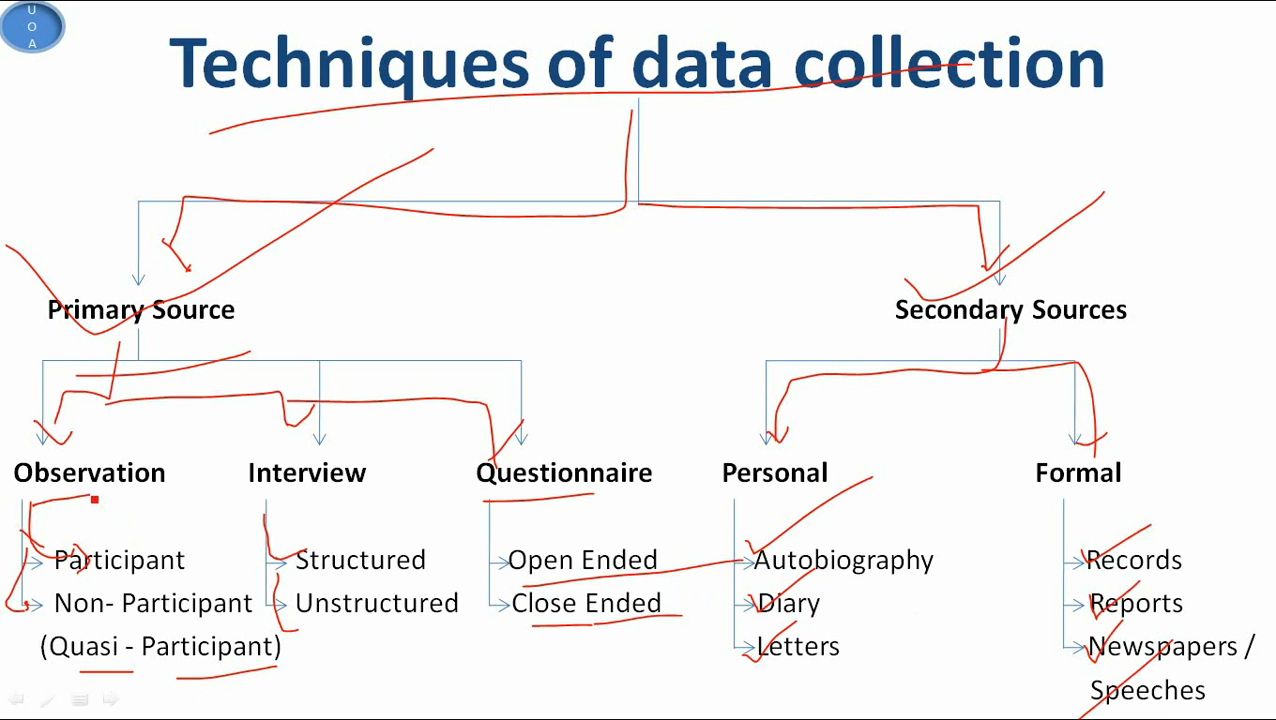 U
O
A
Techniques of data collection
Primary Source
Secondary Sources
Observation
Interview
Questionnaire
Personal
Formal
Participant
Structured
Open Ended
Autobiography
Records
Non- Participant
Unstructured
Close Ended
Diary
Reports
(Quasi - Participant)
Letters
Newspapers /
Speeches